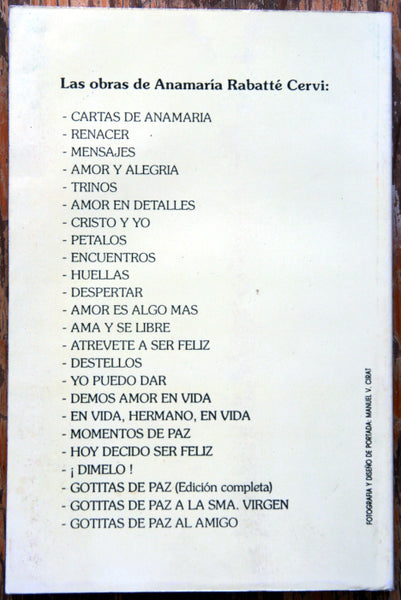 Las obras de Anamaría Rabatté Cervi:
- CARTAS DE ANAMARIA
- RENACER
- MENSAJES
- AMOR Y ALEGRIA
- TRINOS
- AMOR EN DETALLES
- CRISTO Y YO
- PETALOS
- ENCUENTROS
- HUELLAS
- DESPERTAR
- AMOR ES ALGO MAS
- AMA Y SE LIBRE
- ATREVETE A SER FELIZ
- DESTELLOS
- YO PUEDO DAR
- DEMOS AMOR EN VIDA
- EN VIDA, HERMANO, EN VIDA
- MOMENTOS DE PAZ
- HOY DECIDO SER FELIZ
- ¡ DIMELO !
- GOTITAS DE PAZ (Edición completa)
- GOTITAS DE PAZ A LA SMA. VIRGEN
- GOTITAS DE PAZ AL AMIGO
FOTOGRAFIA Y DISEÑO DE PORTADA: MANUEL V. CIRAT